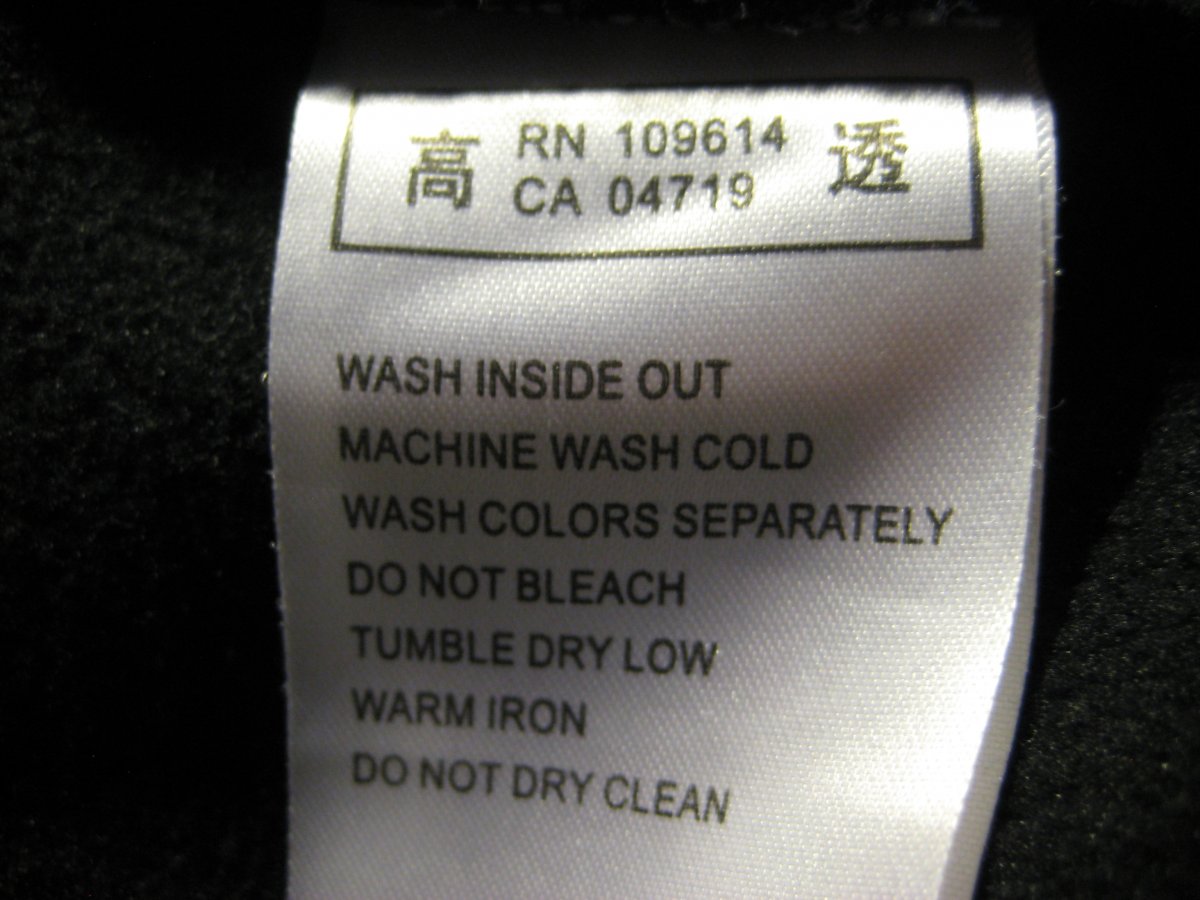 高 RN 109614 透
CA 04719
WASH INSIDE OUT
MACHINE WASH COLD
WASH COLORS SEPARATELY
DO NOT BLEACH
TUMBLE DRY LOW
WARM IRON
DO NOT DRY CLEAN